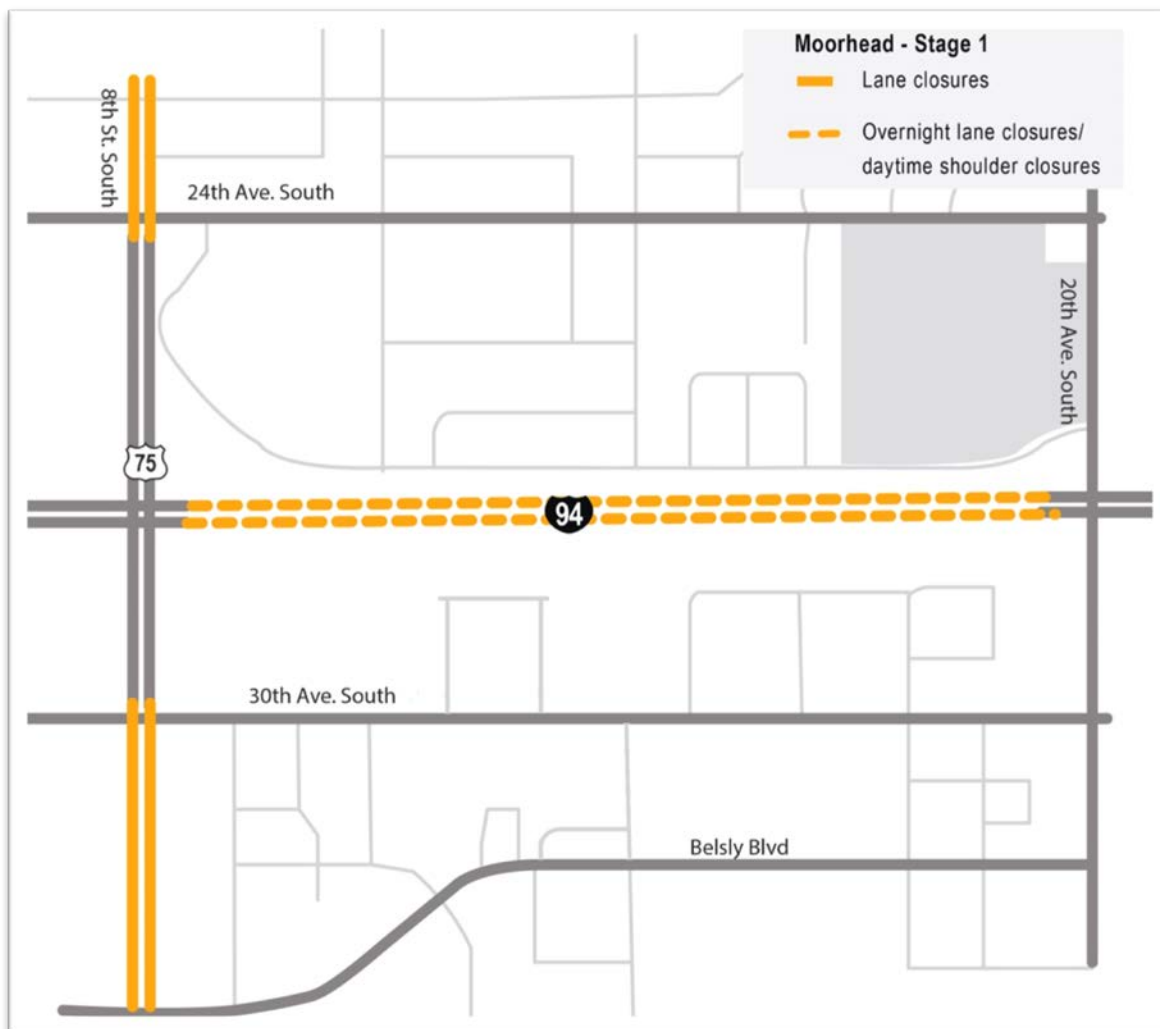 Moorhead - Stage 1
Lane closures
Overnight lane closures/
daytime shoulder closures
8th St. South
24th Ave. South
20th Ave. South
75
94
30th Ave. South
Belsly Blvd